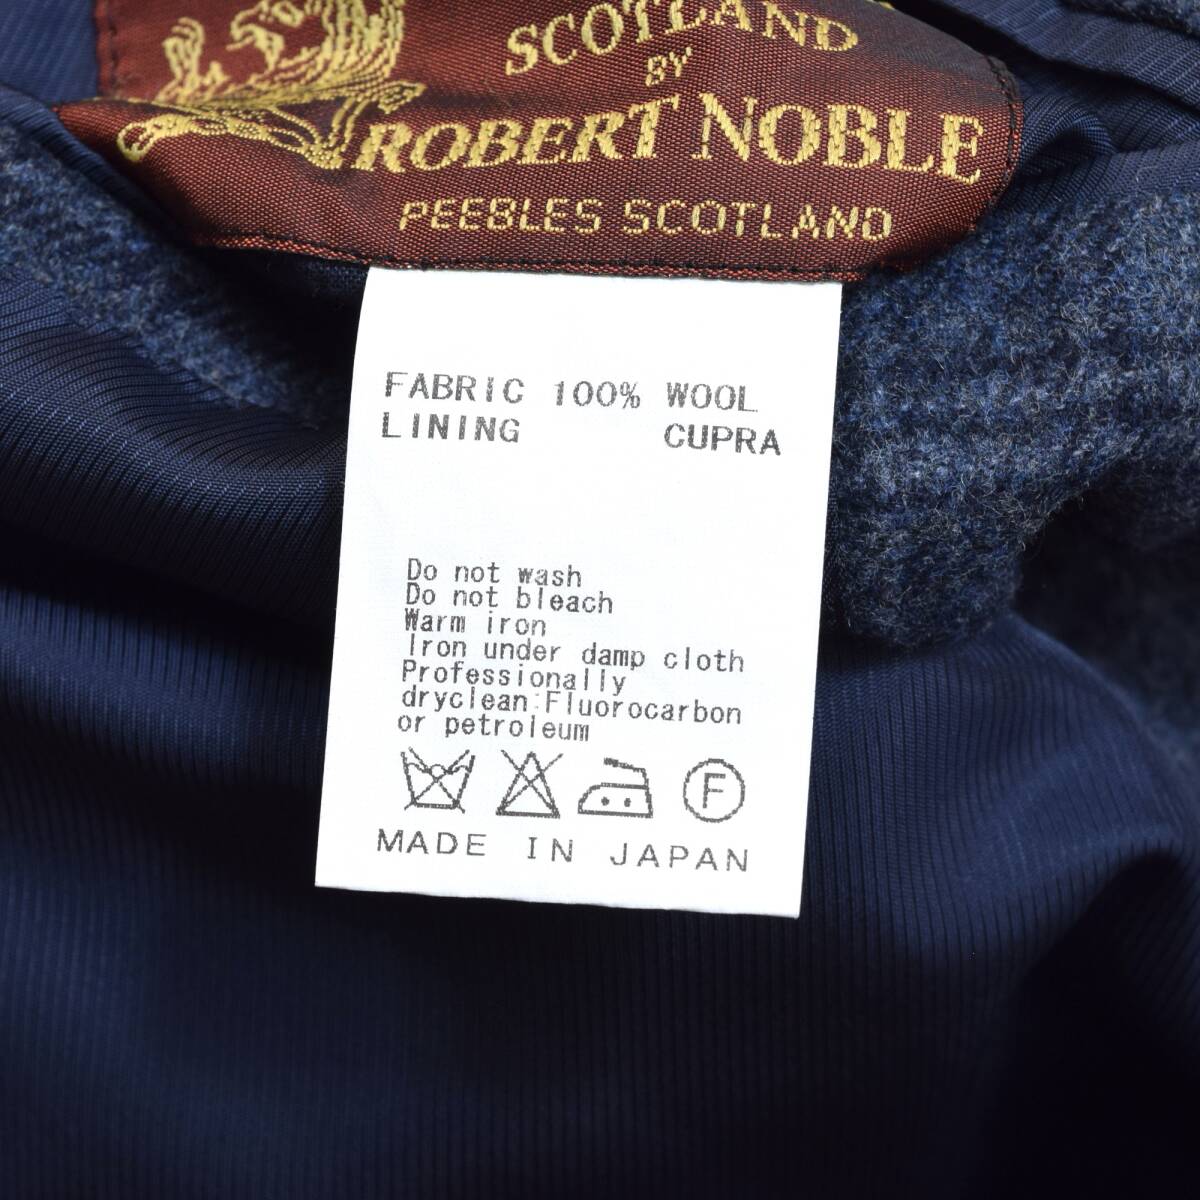 SCOTLAND
BY
ROBERT NOBLE
PEEBLES SCOTLAND
FABRIC 100% WOOL
LINING CUPRA
Do not wash
Do not bleach
Warm iron
Iron under damp cloth
Professionally
dryclean:Fluorocarbon
or petroleum
F
MADE IN JAPAN